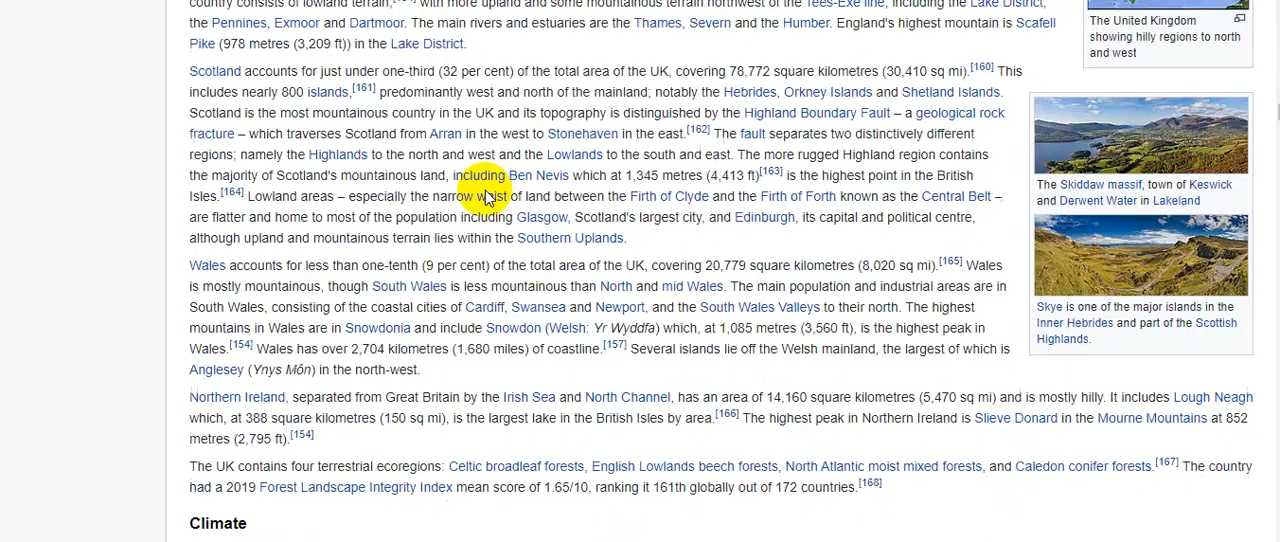 country consists of lowland terrain, with more upland and some mountainous terrain northwest of the Tees-Exe line, including the Lake District,
the Pennines, Exmoor and Dartmoor. The main rivers and estuaries are the Thames, Severn and the Humber. England's highest mountain is Scafell
Pike (978 metres (3,209 ft)) in the Lake District.
Scotland accounts for just under one-third (32 per cent) of the total area of the UK, covering 78,772 square kilometres (30,410 sq mi).[160] This
includes nearly 800 islands,[161] predominantly west and north of the mainland; notably the Hebrides, Orkney Islands and Shetland Islands.
Scotland is the most mountainous country in the UK and its topography is distinguished by the Highland Boundary Fault – a geological rock
fracture – which traverses Scotland from Arran in the west to Stonehaven in the east.[162] The fault separates two distinctively different
regions; namely the Highlands to the north and west and the Lowlands to the south and east. The more rugged Highland region contains
the majority of Scotland's mountainous land, including Ben Nevis which at 1,345 metres (4,413 ft)[163] is the highest point in the British
Isles.[164] Lowland areas – especially the narrow waist of land between the Firth of Clyde and the Firth of Forth known as the Central Belt –
are flatter and home to most of the population including Glasgow, Scotland's largest city, and Edinburgh, its capital and political centre,
although upland and mountainous terrain lies within the Southern Uplands.
Wales accounts for less than one-tenth (9 per cent) of the total area of the UK, covering 20,779 square kilometres (8,020 sq mi).[165] Wales
is mostly mountainous, though South Wales is less mountainous than North and mid Wales. The main population and industrial areas are in
South Wales, consisting of the coastal cities of Cardiff, Swansea and Newport, and the South Wales Valleys to their north. The highest
mountains in Wales are in Snowdonia and include Snowdon (Welsh: Yr Wyddfa) which, at 1,085 metres (3,560 ft), is the highest peak in
Wales.[154] Wales has over 2,704 kilometres (1,680 miles) of coastline.[157] Several islands lie off the Welsh mainland, the largest of which is
Anglesey (Ynys Môn) in the north-west.
Northern Ireland, separated from Great Britain by the Irish Sea and North Channel, has an area of 14,160 square kilometres (5,470 sq mi) and is mostly hilly. It includes Lough Neagh
which, at 388 square kilometres (150 sq mi), is the largest lake in the British Isles by area.[166] The highest peak in Northern Ireland is Slieve Donard in the Mourne Mountains at 852
metres (2,795 ft).[154]
The UK contains four terrestrial ecoregions: Celtic broadleaf forests, English Lowlands beech forests, North Atlantic moist mixed forests, and Caledon conifer forests.[167] The country
had a 2019 Forest Landscape Integrity Index mean score of 1.65/10, ranking it 161th globally out of 172 countries.[168]
Climate
The United Kingdom
showing hilly regions to north
and west
The Skiddaw massif, town of Keswick
and Derwent Water in Lakeland
Skye is one of the major islands in the
Inner Hebrides and part of the Scottish
Highlands.